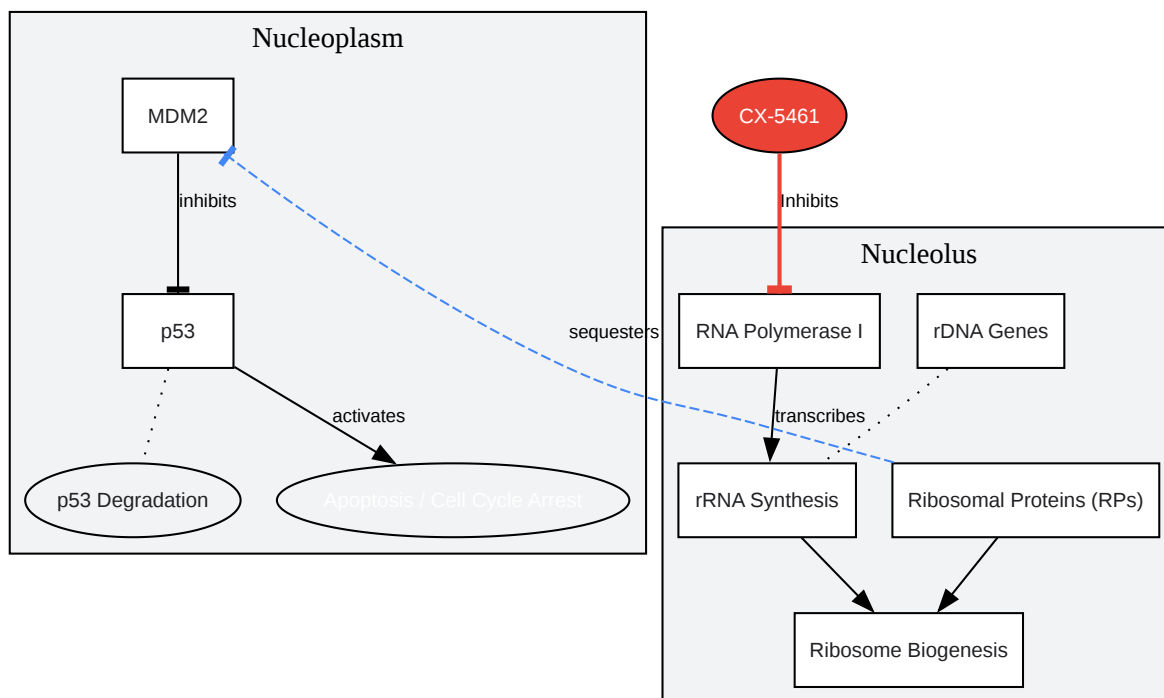 Nucleoplasm
MDM2
CX-5461
inhibits
Inhibits
Nucleolus
p53
sequesters
RNA Polymerase I
rDNA Genes
activates
transcribes
p53 Degradation
Apoptosis / Cell Cycle Arrest
rRNA Synthesis
Ribosomal Proteins (RPs)
Ribosome Biogenesis